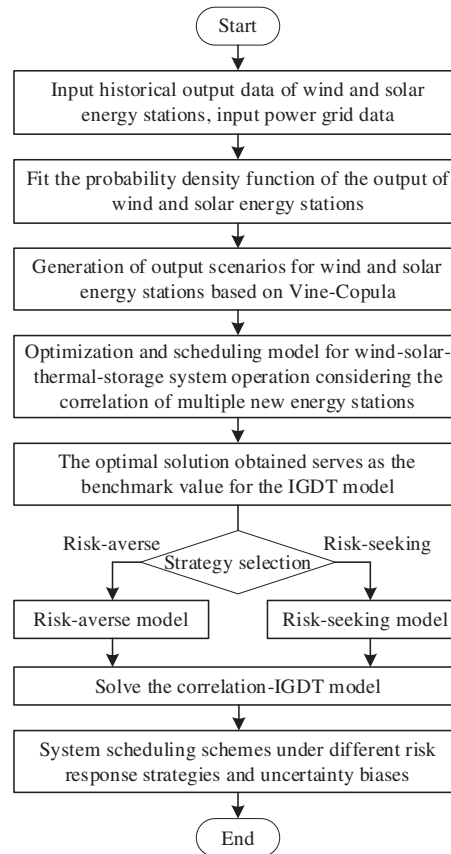 Start
Input historical output data of wind and solar
energy stations, input power grid data
Fit the probability density function of the output of
wind and solar energy stations
Generation of output scenarios for wind and solar
energy stations based on Vine-Copula
Optimization and scheduling model for wind-solar-
thermal-storage system operation considering the
correlation of multiple new energy stations
The optimal solution obtained serves as the
benchmark value for the IGDT model
Risk-averse
Risk-seeking
Strategy selection
Risk-averse model
Risk-seeking model
Solve the correlation-IGDT model
System scheduling schemes under different risk
response strategies and uncertainty biases
End